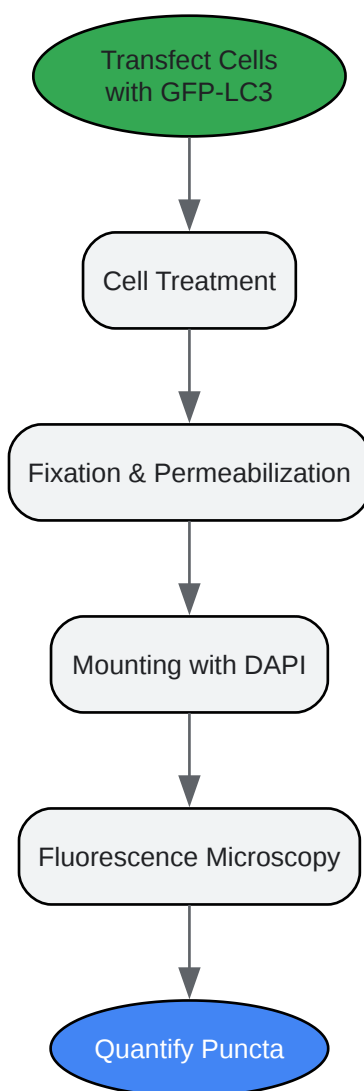 Transfect Cells
with GFP-LC3
Cell Treatment
Fixation & Permeabilization
Mounting with DAPI
Fluorescence Microscopy
Quantify Puncta